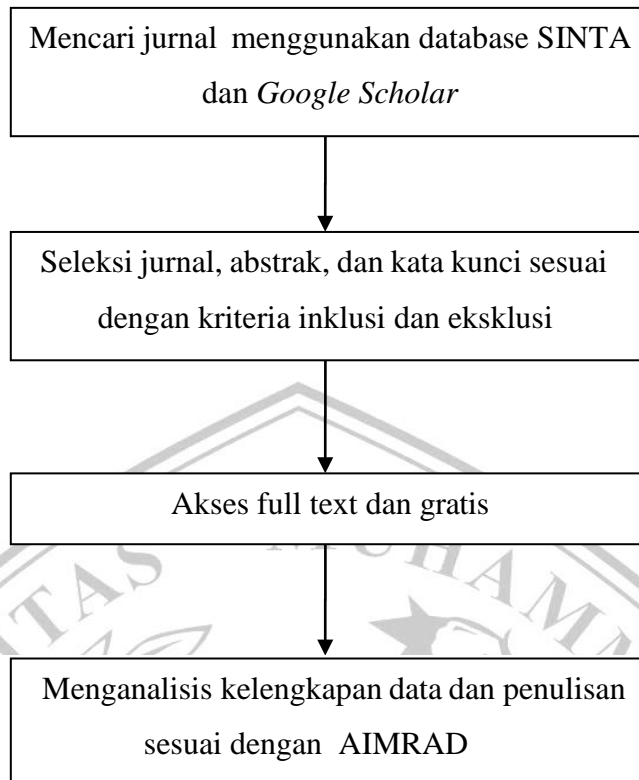 Mencari jurnal menggunakan database SINTA
dan Google Scholar
Seleksi jurnal, abstrak, dan kata kunci sesuai
dengan kriteria inklusi dan eksklusi
Akses full text dan gratis
Menganalisis kelengkapan data dan penulisan
sesuai dengan AIMRAD